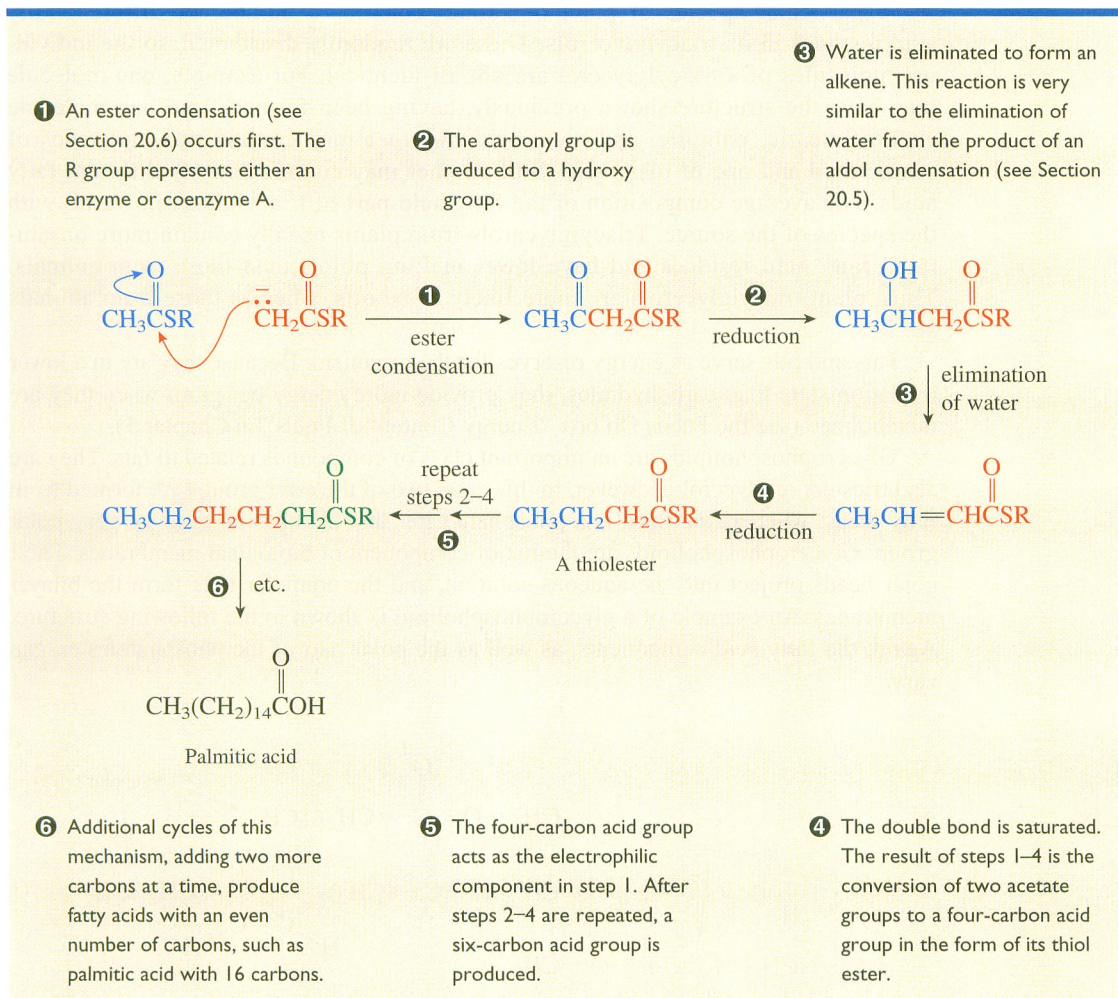 ❶ An ester condensation (see
Section 20.6) occurs first. The
R group represents either an
enzyme or coenzyme A.
❷ The carbonyl group is
reduced to a hydroxy
group.
❸ Water is eliminated to form an
alkene. This reaction is very
similar to the elimination of
water from the product of an
aldol condensation (see Section
20.5).
O
CH₃CSR
O
CH₂CSR
❶
ester
condensation
O O
CH₃CCH₂CSR
❷
reduction
OH O
CH₃CHCH₂CSR
❸ elimination
of water
O
CH₃CH=CHCSR
❹
reduction
O
CH₃CH₂CH₂CSR
A thiolester
repeat
steps 2–4
❺
O
CH₃CH₂CH₂CH₂CH₂CSR
❻ etc.
O
CH₃(CH₂)₁₄COH
Palmitic acid
❻ Additional cycles of this
mechanism, adding two more
carbons at a time, produce
fatty acids with an even
number of carbons, such as
palmitic acid with 16 carbons.
❺ The four-carbon acid group
acts as the electrophilic
component in step 1. After
steps 2–4 are repeated, a
six-carbon acid group is
produced.
❹ The double bond is saturated.
The result of steps 1–4 is the
conversion of two acetate
groups to a four-carbon acid
group in the form of its thiol
ester.